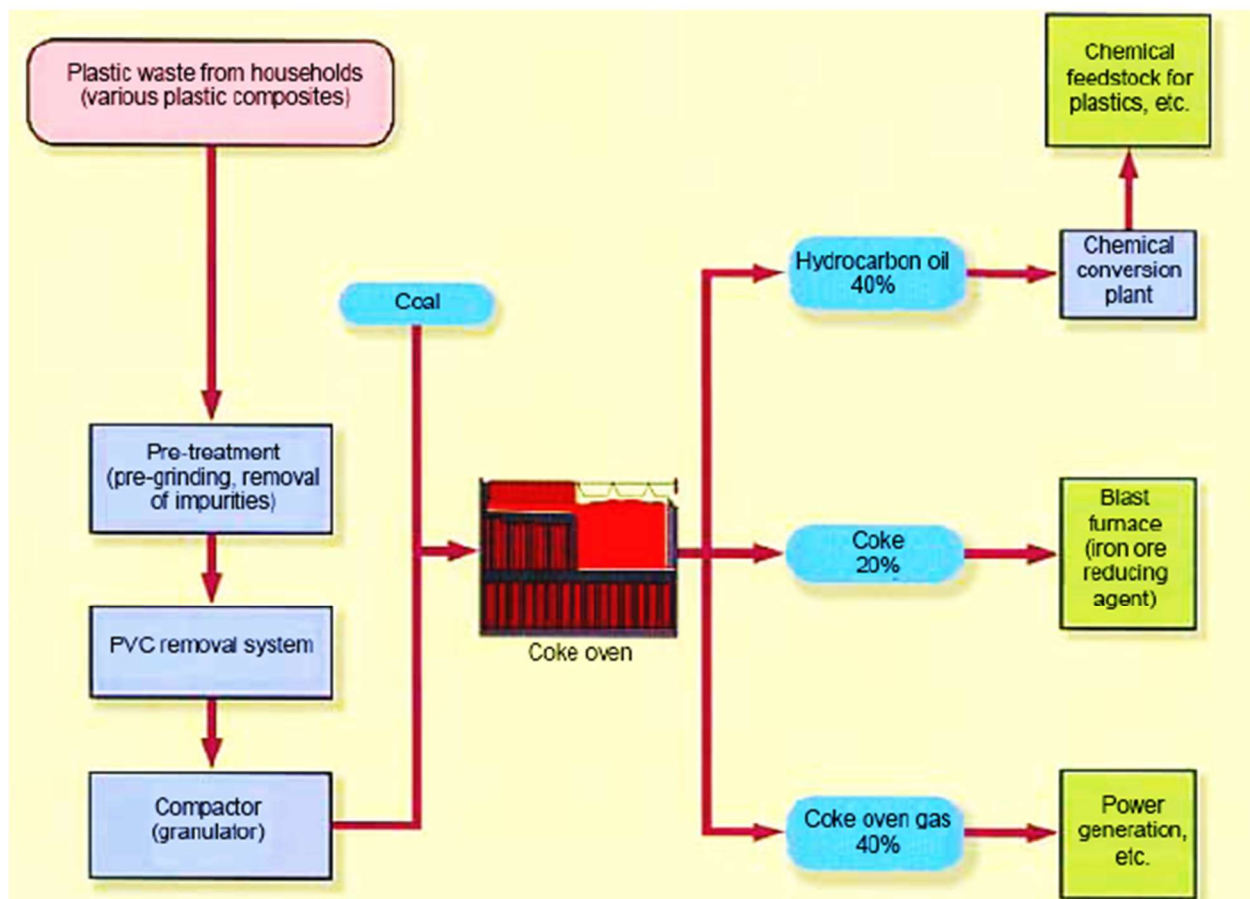 Plastic waste from households
(various plastic composites)
Pre-treatment
(pre-grinding, removal
of impurities)
PVC removal system
Compactor
(granulator)
Coal
Coke oven
Hydrocarbon oil
40%
Chemical
conversion
plant
Chemical
feedstock for
plastics, etc.
Coke
20%
Blast
furnace
(iron ore
reducing
agent)
Coke oven gas
40%
Power
generation,
etc.